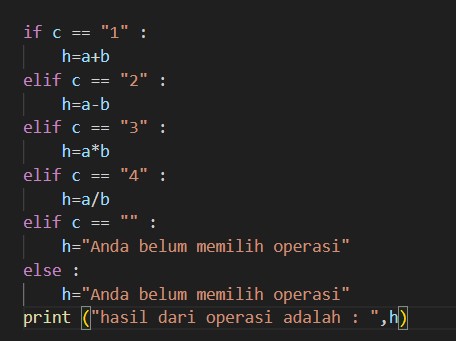 if c == "1" :
    h=a+b
elif c == "2" :
    h=a-b
elif c == "3" :
    h=a*b
elif c == "4" :
    h=a/b
elif c == "" :
    h="Anda belum memilih operasi"
else :
    h="Anda belum memilih operasi"
print ("hasil dari operasi adalah : ",h)